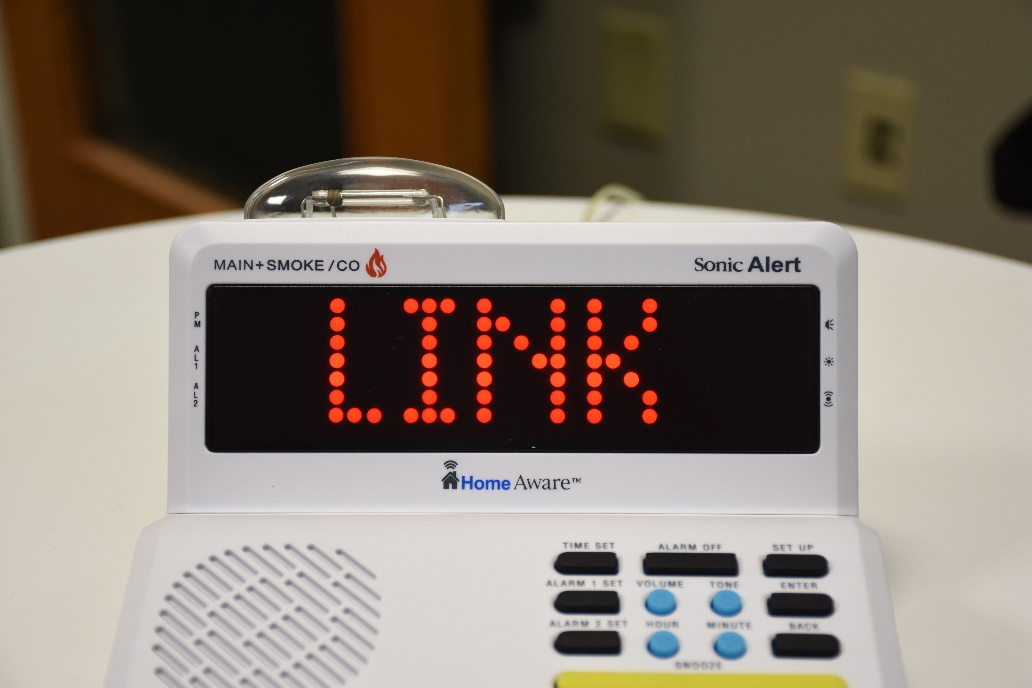 MAIN+SMOKE/CO
Sonic Alert
PM
AL1
AL2
LINK
Home Aware™
TIME SET
ALARM OFF
SET UP
ALARM 1 SET
VOLUME
TONE
ENTER
ALARM 2 SET
HOUR
MINUTE
BACK
SNOOZE